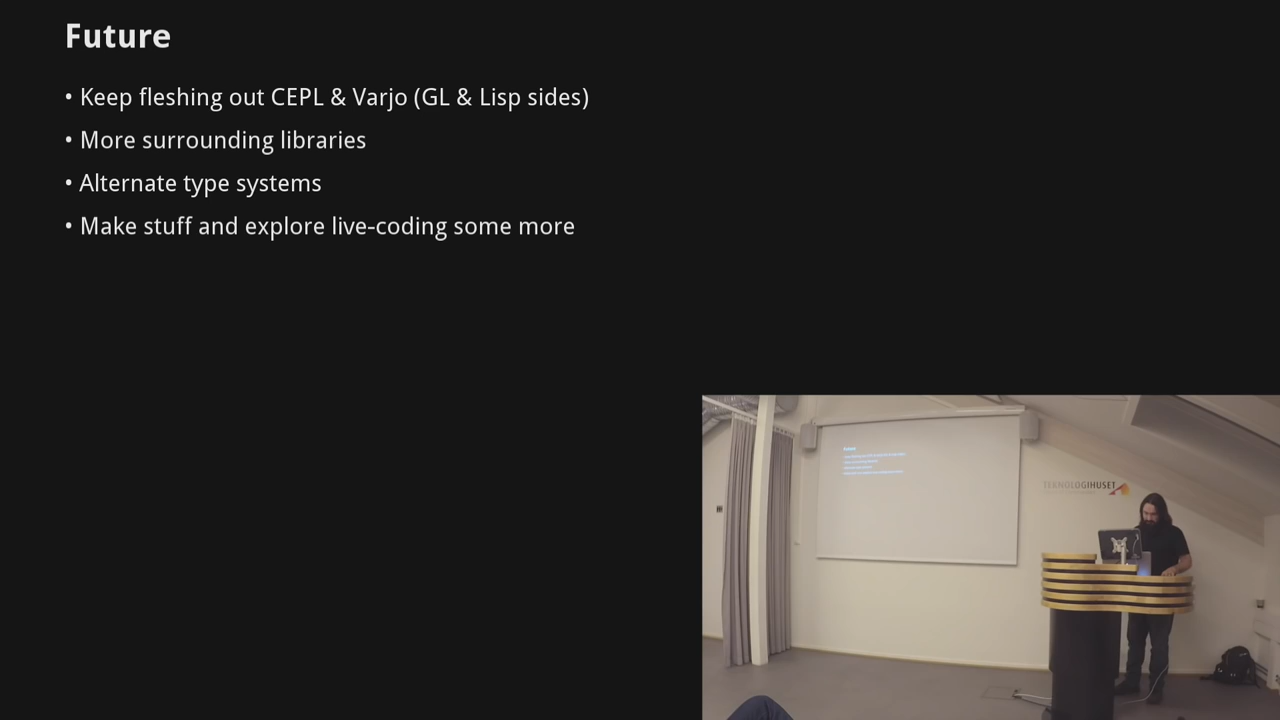 Future
• Keep fleshing out CEPL & Varjo (GL & Lisp sides)
• More surrounding libraries
• Alternate type systems
• Make stuff and explore live-coding some more
TEKNOLOGIHUSET